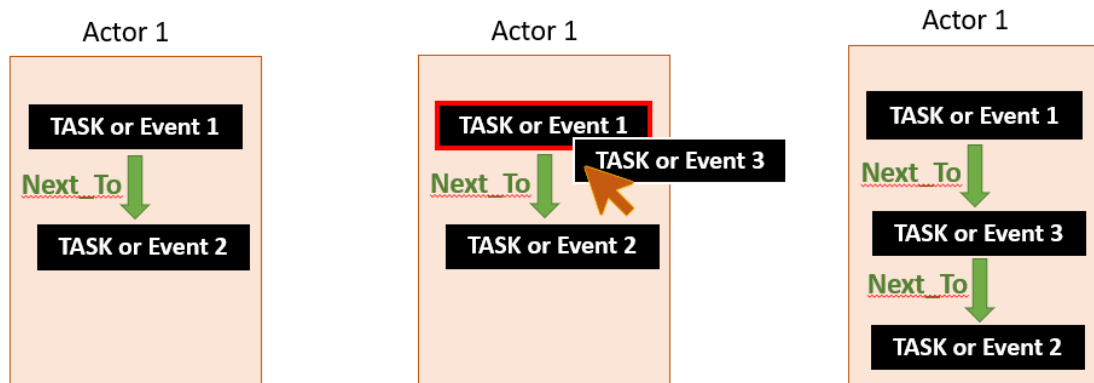 Actor 1
TASK or Event 1
Next_To
TASK or Event 2
Actor 1
TASK or Event 1
TASK or Event 3
Next_To
TASK or Event 2
Actor 1
TASK or Event 1
Next_To
TASK or Event 3
Next_To
TASK or Event 2